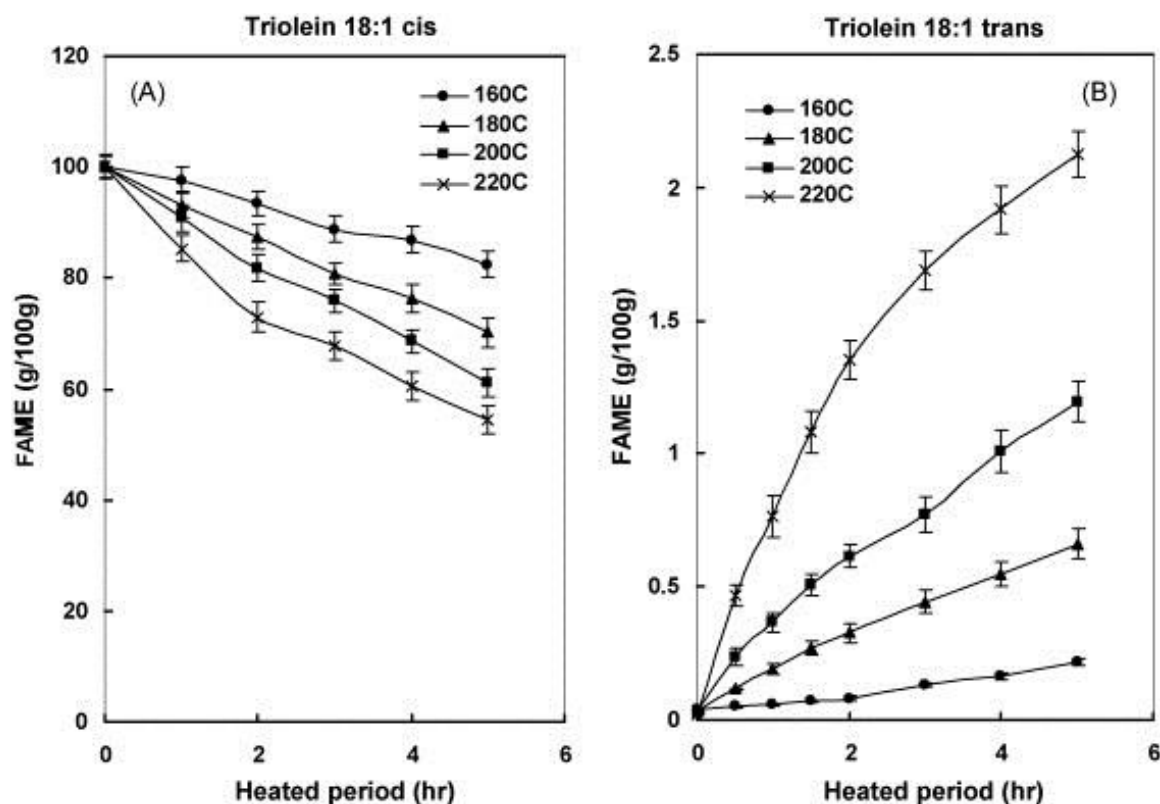 Triolein 18:1 cis
120
100
80
60
40
20
0
0
2
4
6
(A)
160C
180C
200C
220C
FAME (g/100g)
Heated period (hr)
Triolein 18:1 trans
2.5
2
1.5
1
0.5
0
0
2
4
6
(B)
160C
180C
200C
220C
FAME (g/100g)
Heated period (hr)